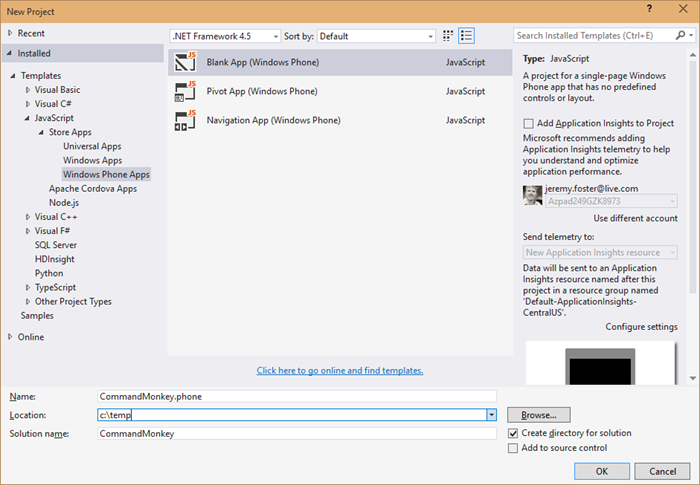 New Project
?
Recent
.NET Framework 4.5
Sort by:
Default
Search Installed Templates (Ctrl+E)
Installed
Templates
Visual Basic
Visual C#
JavaScript
Store Apps
Universal Apps
Windows Apps
Windows Phone Apps
Apache Cordova Apps
Node.js
Visual C++
Visual F#
SQL Server
HDInsight
Python
TypeScript
Other Project Types
Samples
Online
JS
Blank App (Windows Phone)
JavaScript
JS
Pivot App (Windows Phone)
JavaScript
JS
Navigation App (Windows Phone)
JavaScript
Click here to go online and find templates.
Type: JavaScript
A project for a single-page Windows
Phone app that has no predefined
controls or layout.
Add Application Insights to Project
Microsoft recommends adding
Application Insights telemetry to help
you understand and optimize
application performance.
jeremy.foster@live.com
Azpad249GZK8973
Use different account
Send telemetry to:
New Application Insights resource
Data will be sent to an Application
Insights resource named after this
project in a resource group named
'Default-ApplicationInsights-
CentralUS'.
Configure settings
Name:
CommandMonkey.phone
Location:
c:\temp
Browse...
Solution name:
CommandMonkey
Create directory for solution
Add to source control
OK
Cancel